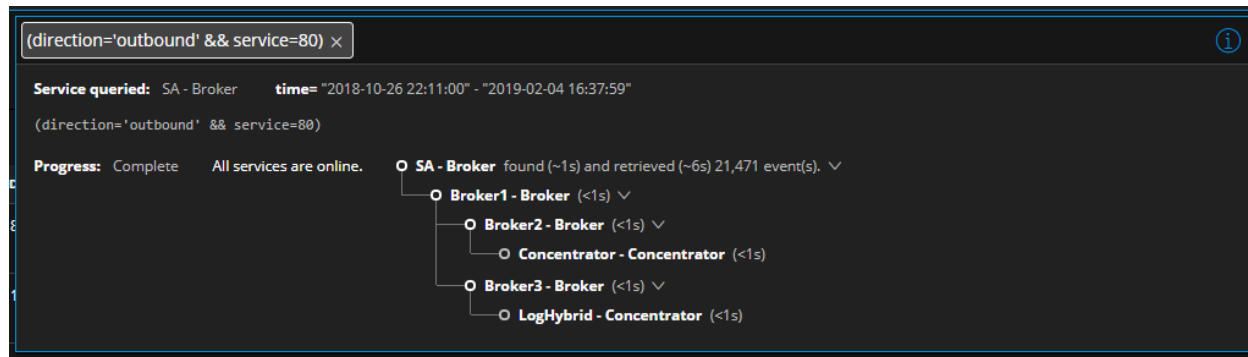 (direction='outbound' && service=80) ×
Service queried: SA - Broker time= "2018-10-26 22:11:00" - "2019-02-04 16:37:59"
(direction='outbound' && service=80)
Progress: Complete All services are online. SA - Broker found (~1s) and retrieved (~6s) 21,471 event(s).
Broker1 - Broker (<1s)
Broker2 - Broker (<1s)
Concentrator - Concentrator (<1s)
Broker3 - Broker (<1s)
LogHybrid - Concentrator (<1s)